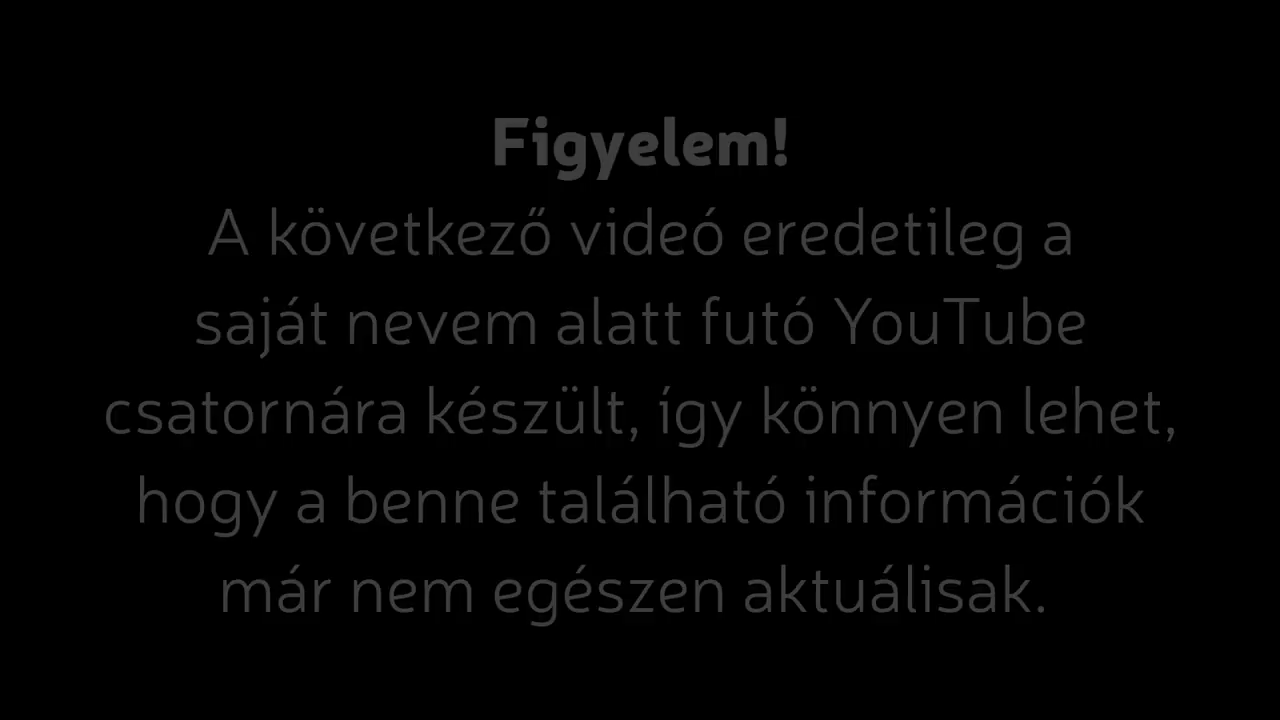 Figyelem!
A következő videó eredetileg a
saját nevem alatt futó YouTube
csatornára készült, így könnyen lehet,
hogy a benne található információk
már nem egészen aktuálisak.